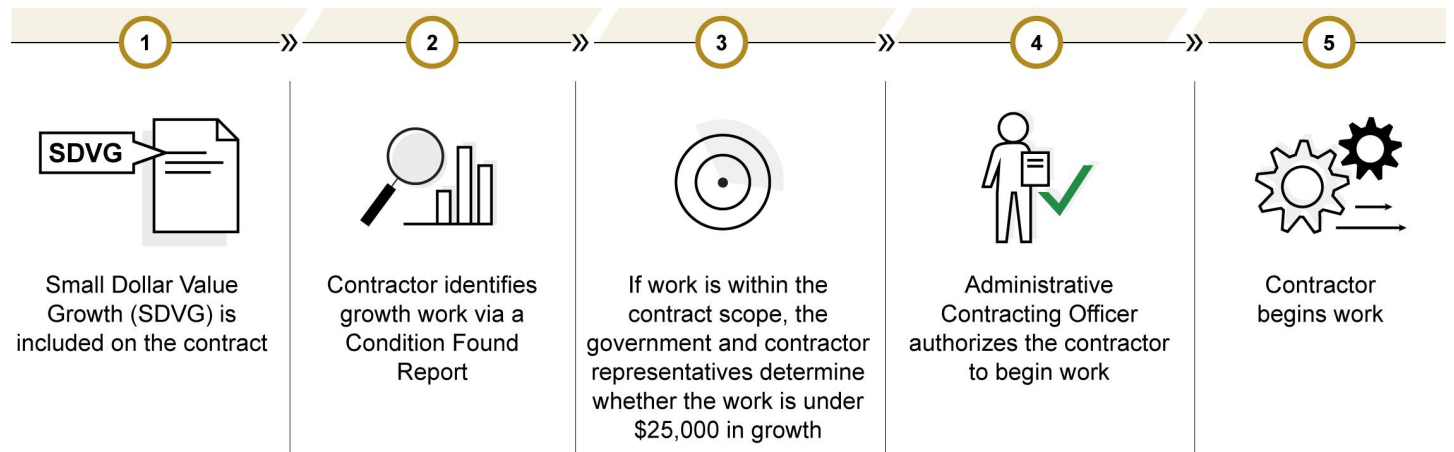 1
2
3
4
5
SDVG
Small Dollar Value
Growth (SDVG) is
included on the contract
Contractor identifies
growth work via a
Condition Found
Report
If work is within the
contract scope, the
government and contractor
representatives determine
whether the work is under
$25,000 in growth
Administrative
Contracting Officer
authorizes the contractor
to begin work
Contractor
begins work